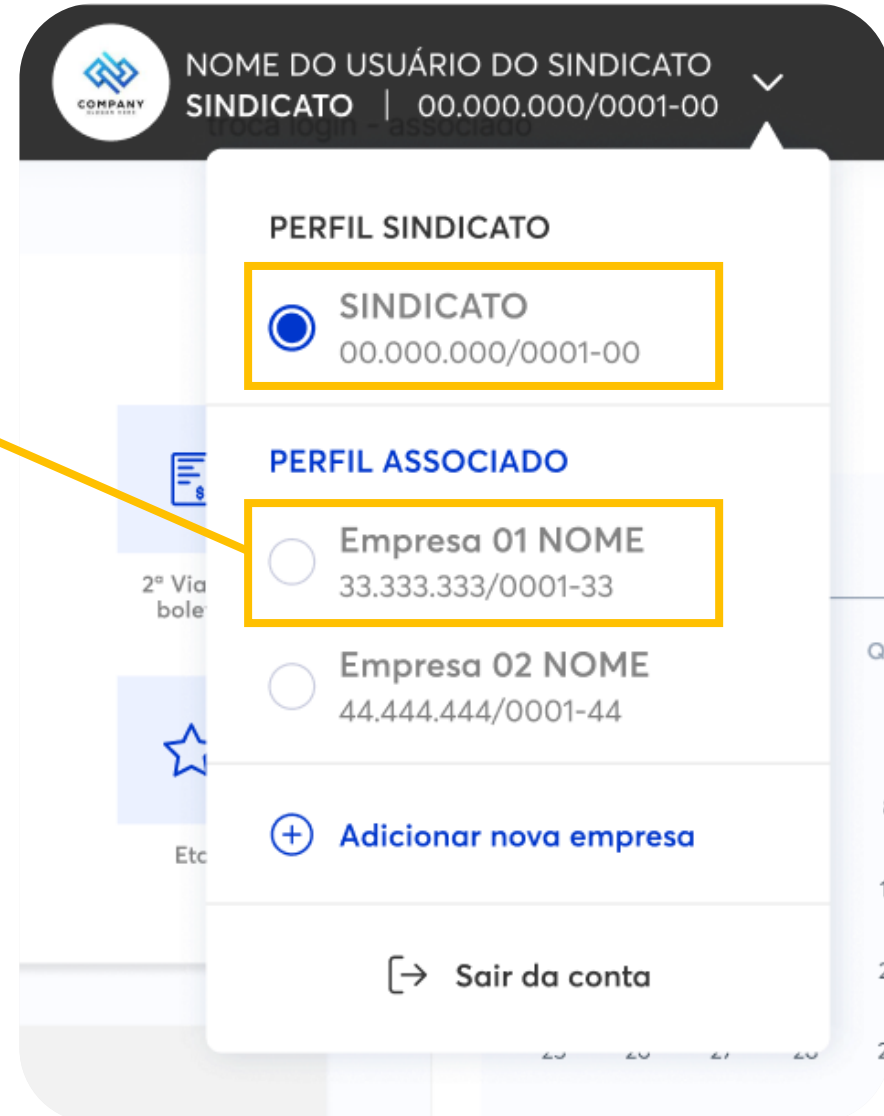 NOME DO USUÁRIO DO SINDICATO
SINDICATO | 00.000.000/0001-00
troca login - associado
COMPANY
PERFIL SINDICATO
SINDICATO
00.000.000/0001-00
PERFIL ASSOCIADO
Empresa 01 NOME
33.333.333/0001-33
2ª Via
bole
Empresa 02 NOME
44.444.444/0001-44
Adicionar nova empresa
Sair da conta